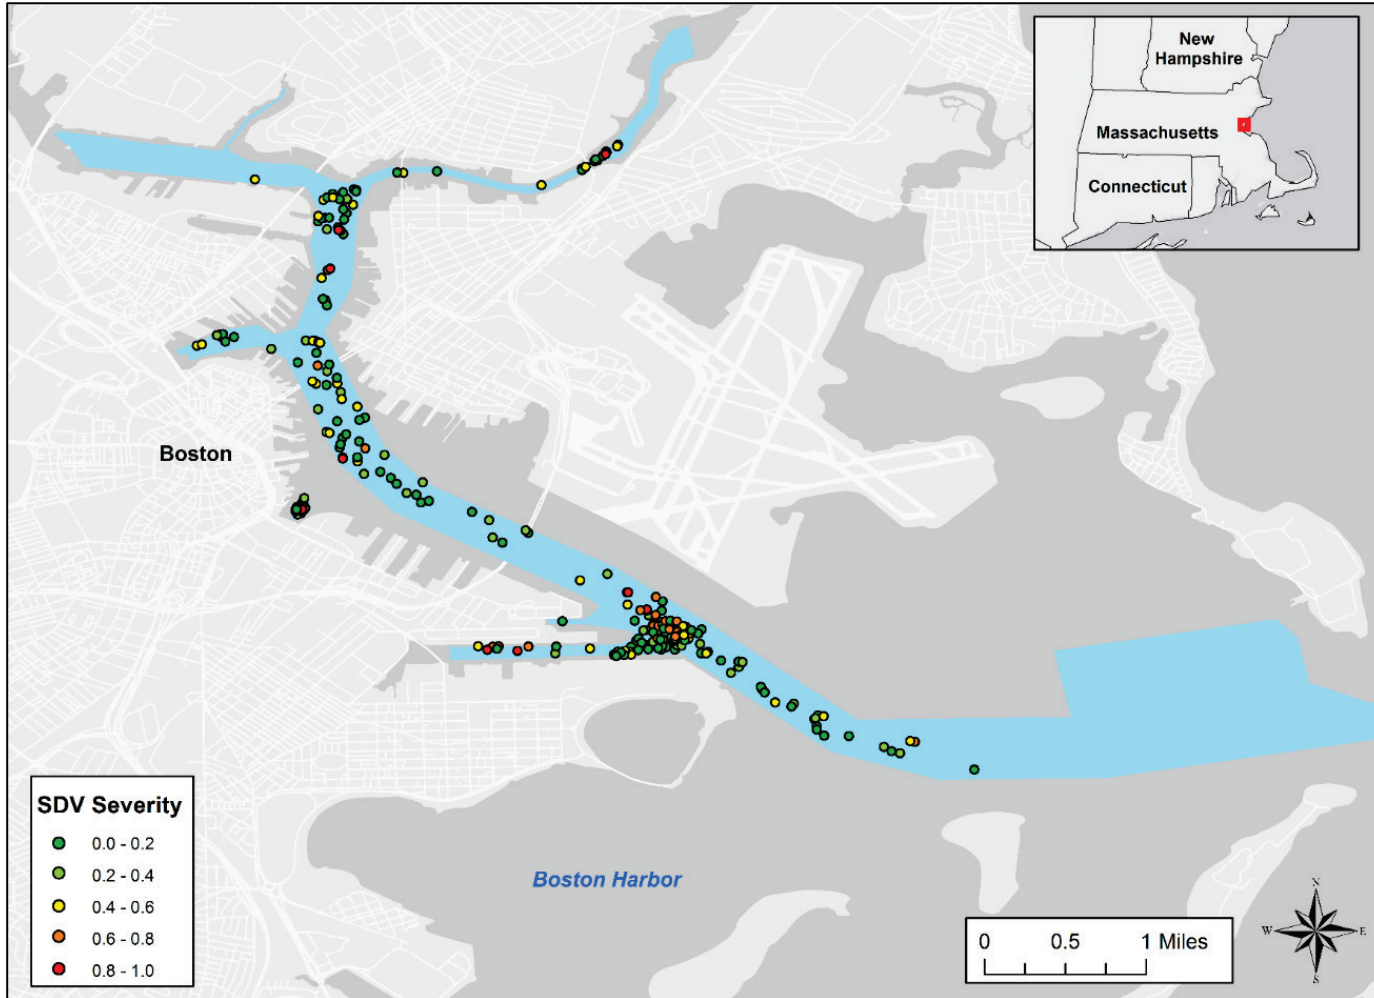 New
Hampshire
Massachusetts
Connecticut
Boston
SDV Severity
0.0 - 0.2
0.2 - 0.4
0.4 - 0.6
0.6 - 0.8
0.8 - 1.0
Boston Harbor
0 0.5 1 Miles
N
W E
S